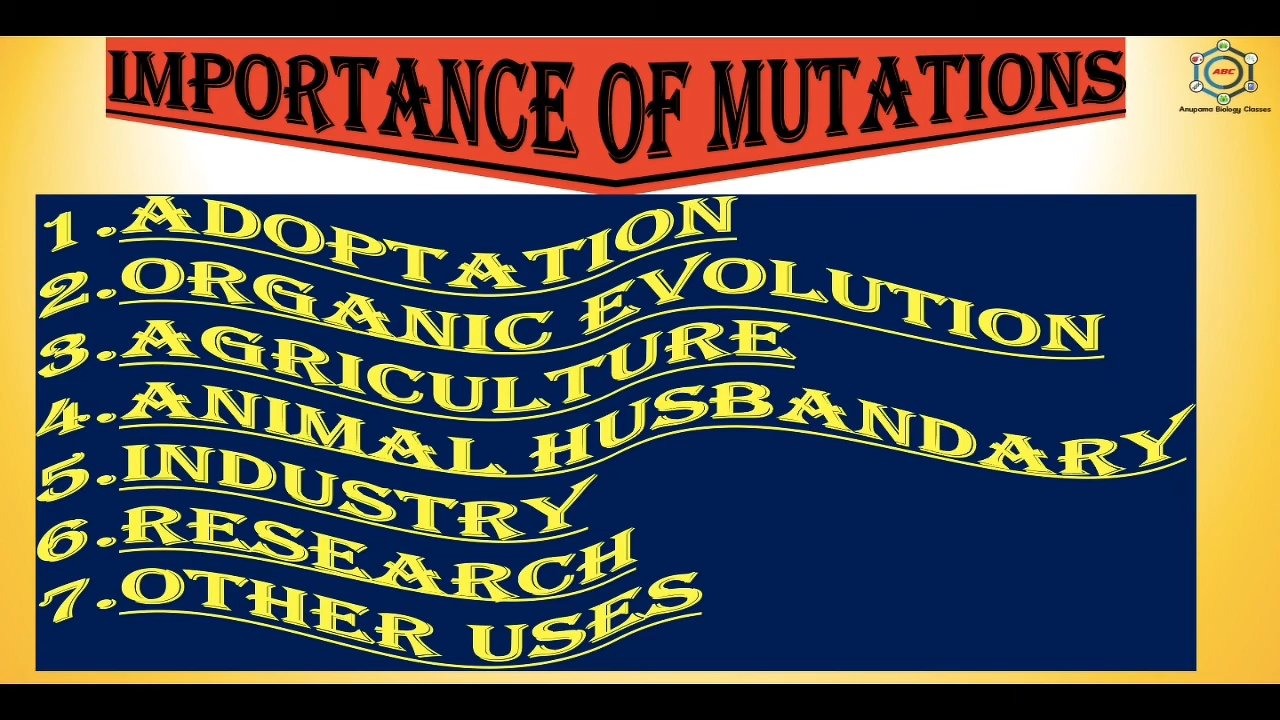 IMPORTANCE OF MUTATIONS
ABC
Anupama Biology Classes
1. ADOPTATION
2. ORGANIC EVOLUTION
3. AGRICULTURE
4. ANIMAL HUSBANDARY
5. INDUSTRY
6. RESEARCH
7. OTHER USES